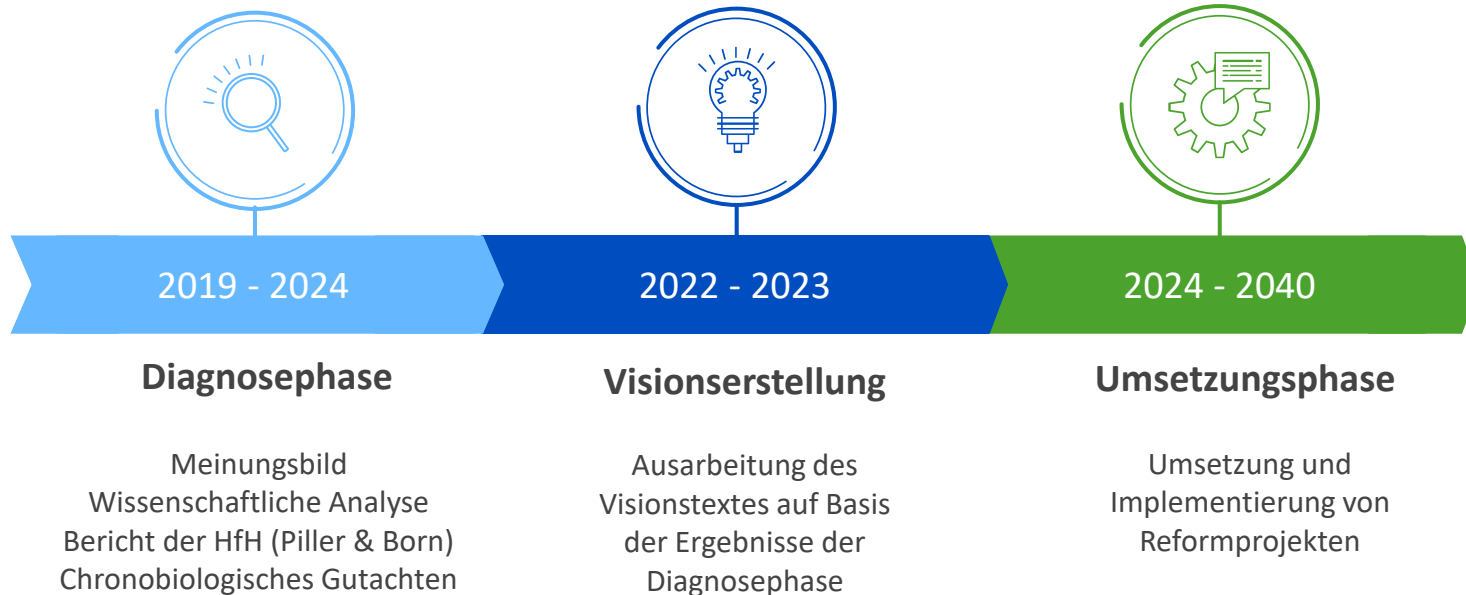 2019 - 2024
Diagnosephase
Meinungsbild
Wissenschaftliche Analyse
Bericht der HfH (Piller & Born)
Chronobiologisches Gutachten
2022 - 2023
Visionserstellung
Ausarbeitung des
Visionstextes auf Basis
der Ergebnisse der
Diagnosephase
2024 - 2040
Umsetzungsphase
Umsetzung und
Implementierung von
Reformprojekten